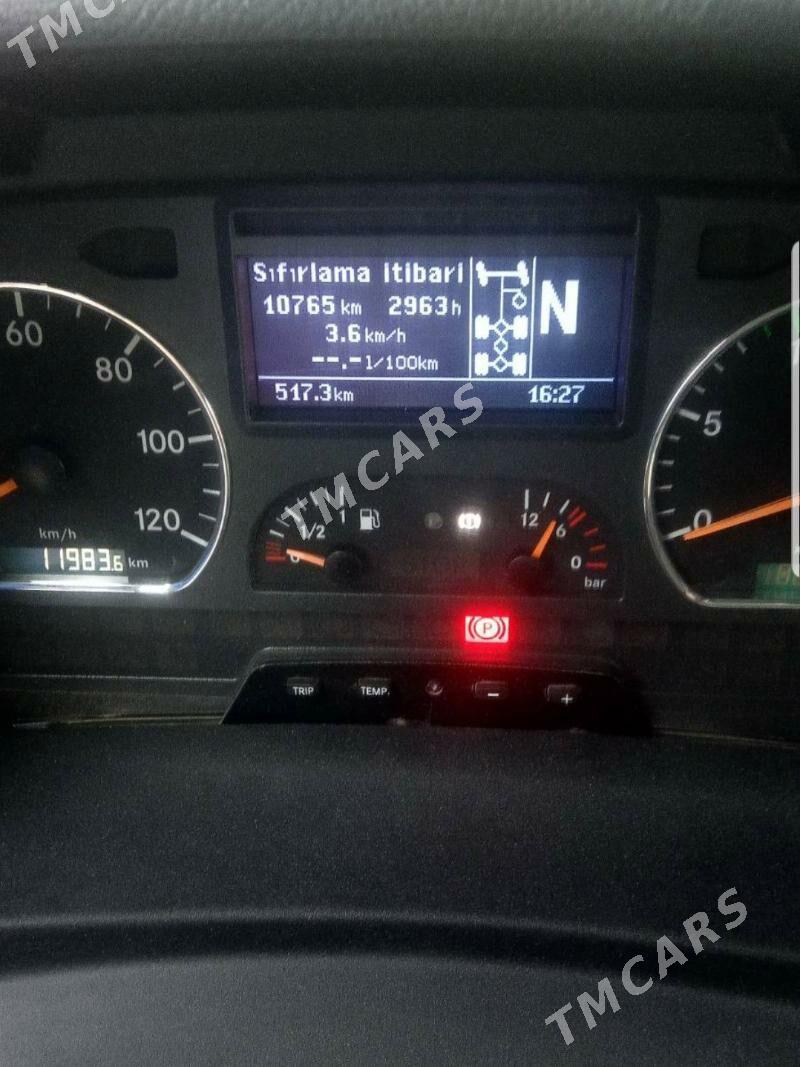 TMCARS
Sıfırlama itibari
10765 km 2963 h
3.6 km/h
--.- l/100km
N
517.3 km 16:27
60
80
100
120
km/h
11983.6 km
1/2
1
0
12
6
0
bar
5
0
TMCARS
P
TRIP TEMP. - +
TMCARS